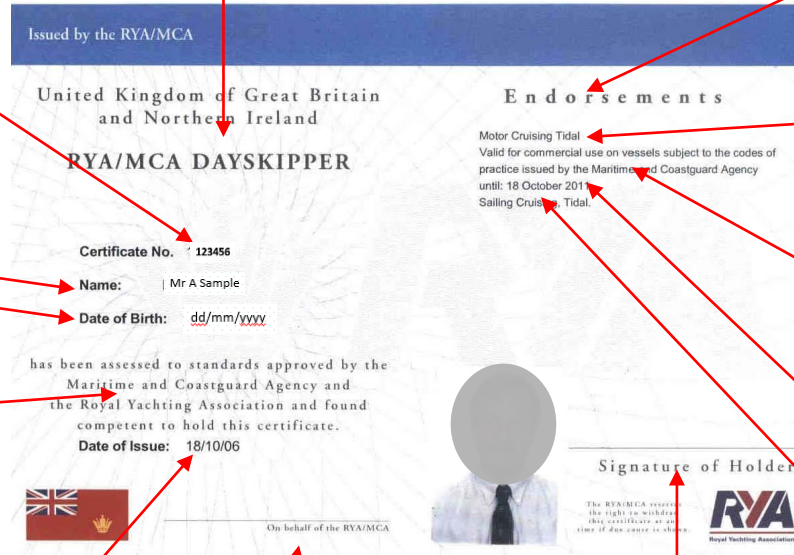 Issued by the RYA/MCA
United Kingdom of Great Britain
and Northern Ireland
RYA/MCA DAYSKIPPER
Certificate No. 123456
Name: Mr A Sample
Date of Birth: dd/mm/yyyy
has been assessed to standards approved by the
Maritime and Coastguard Agency and
the Royal Yachting Association and found
competent to hold this certificate.
Date of Issue: 18/10/06
On behalf of the RYA/MCA
Endorsements
Motor Cruising Tidal
Valid for commercial use on vessels subject to the codes of
practice issued by the Maritime and Coastguard Agency
until: 18 October 2011
Sailing Cruising, Tidal.
Signature of Holder
The RYA/MCA reserves
the right to withdraw
this certificate at any
time if due cause is shown.
RYA
Royal Yachting Association